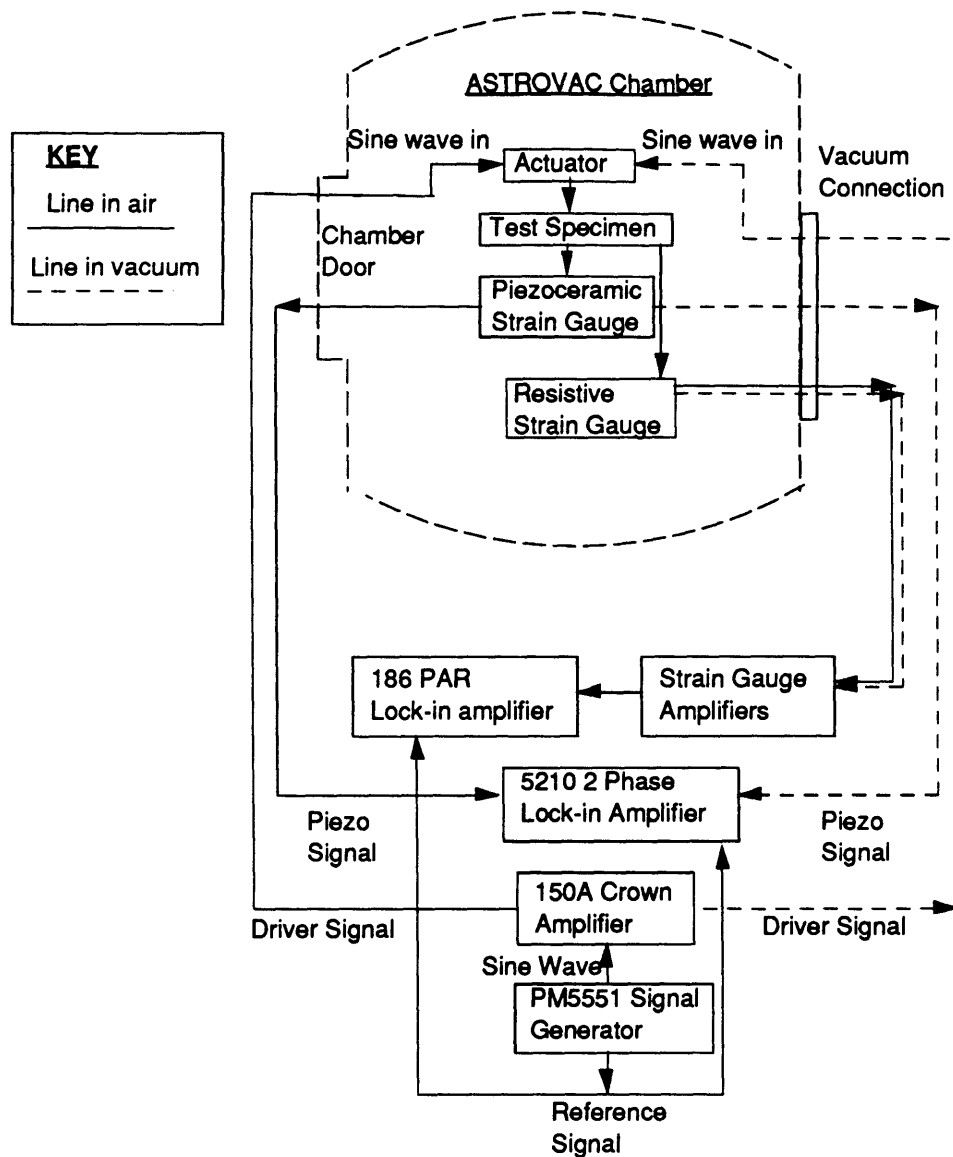 ASTROVAC Chamber
KEY
Line in air
Line in vacuum
Sine wave in
Sine wave in
Actuator
Vacuum
Connection
Test Specimen
Chamber
Door
Piezoceramic
Strain Gauge
Resistive
Strain Gauge
186 PAR
Lock-in amplifier
Strain Gauge
Amplifiers
5210 2 Phase
Lock-in Amplifier
Piezo
Signal
Piezo
Signal
150A Crown
Amplifier
Driver Signal
Driver Signal
Sine Wave
PM5551 Signal
Generator
Reference
Signal